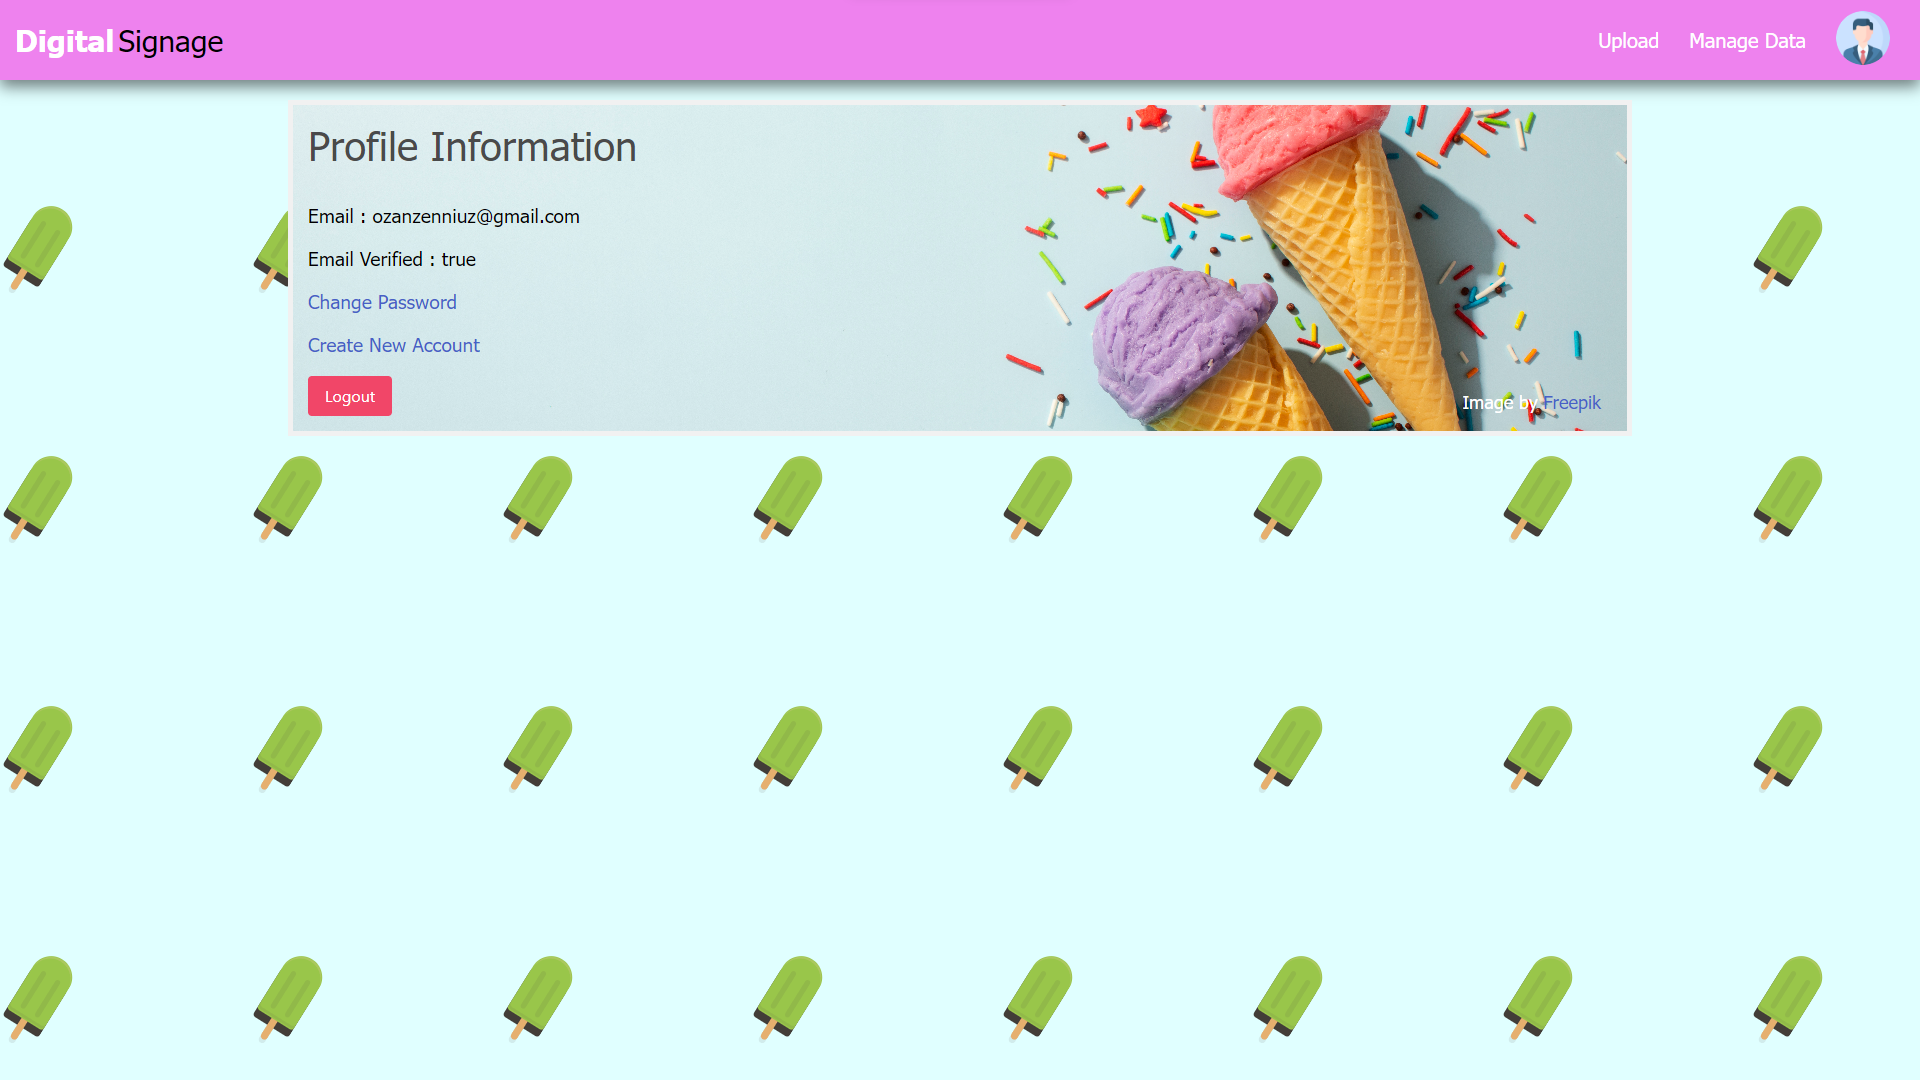 Digital Signage
Upload
Manage Data
Profile Information
Email : ozanzenniuz@gmail.com
Email Verified : true
Change Password
Create New Account
Logout
Image by Freepik